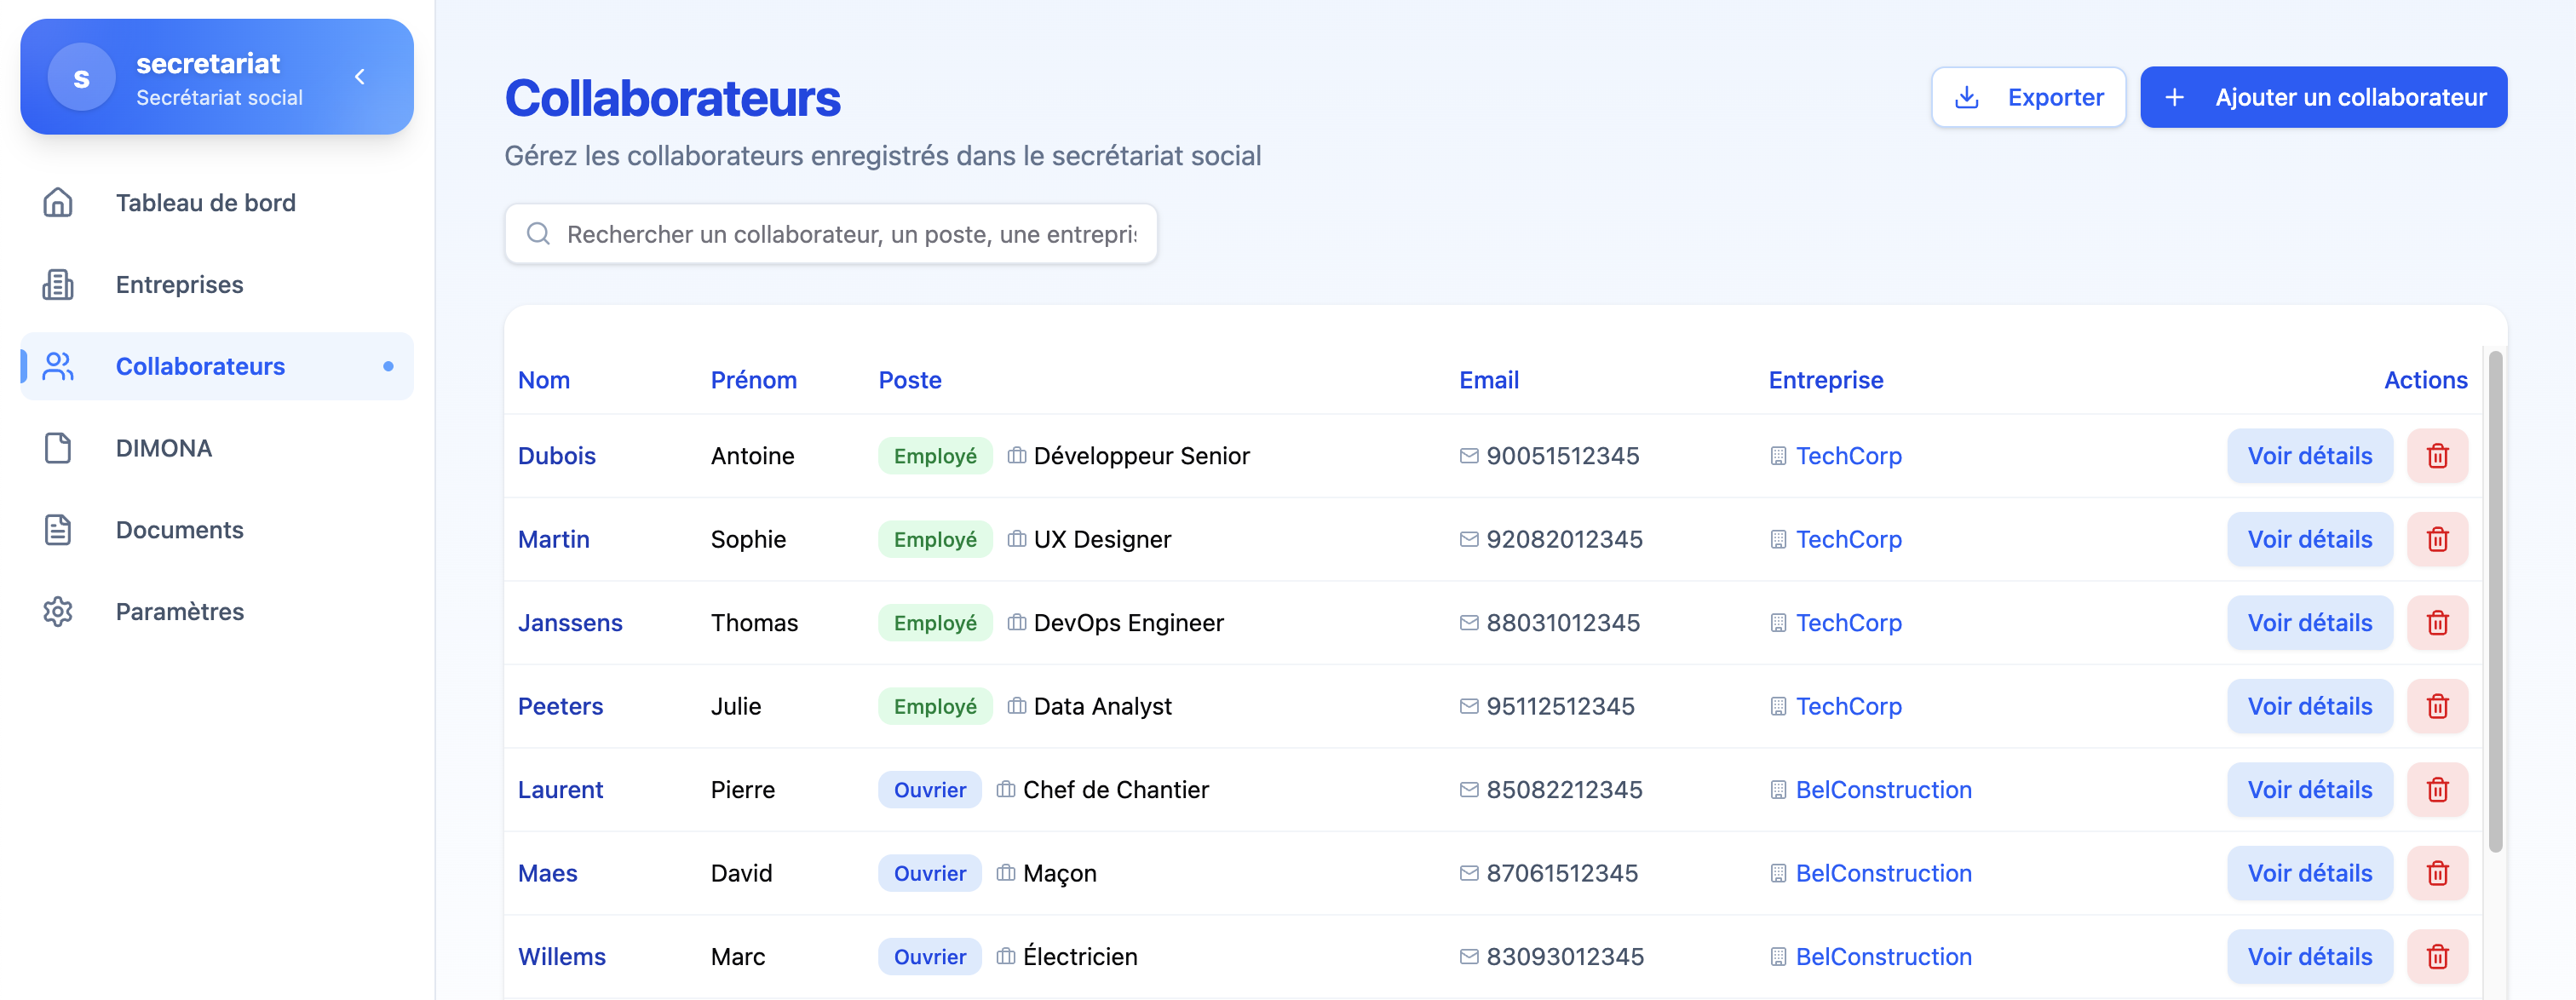 s
secretariat
Secrétariat social
Tableau de bord
Entreprises
Collaborateurs
DIMONA
Documents
Paramètres
Collaborateurs
Gérez les collaborateurs enregistrés dans le secrétariat social
Exporter
Ajouter un collaborateur
Rechercher un collaborateur, un poste, une entrepri
Nom Prénom Poste Email Entreprise Actions
Dubois Antoine Employé Développeur Senior 90051512345 TechCorp Voir détails
Martin Sophie Employé UX Designer 92082012345 TechCorp Voir détails
Janssens Thomas Employé DevOps Engineer 88031012345 TechCorp Voir détails
Peeters Julie Employé Data Analyst 95112512345 TechCorp Voir détails
Laurent Pierre Ouvrier Chef de Chantier 85082212345 BelConstruction Voir détails
Maes David Ouvrier Maçon 87061512345 BelConstruction Voir détails
Willems Marc Ouvrier Électricien 83093012345 BelConstruction Voir détails